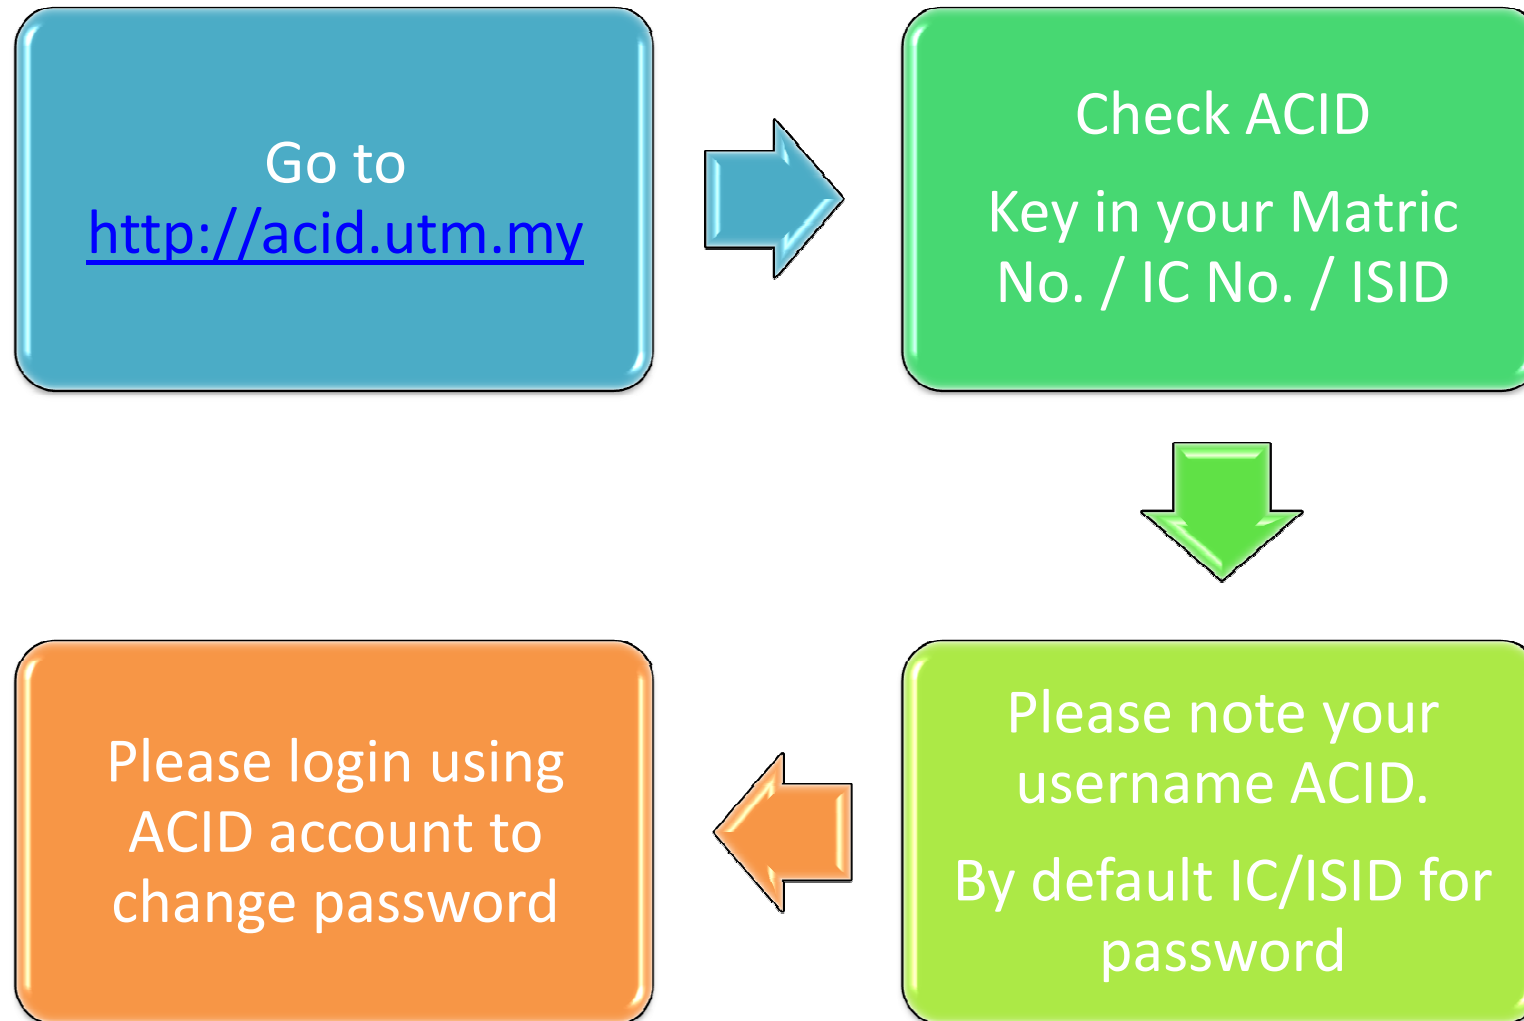 Go to
http://acid.utm.my
Check ACID
Key in your Matric
No. / IC No. / ISID
Please note your
username ACID.
By default IC/ISID for
password
Please login using
ACID account to
change password